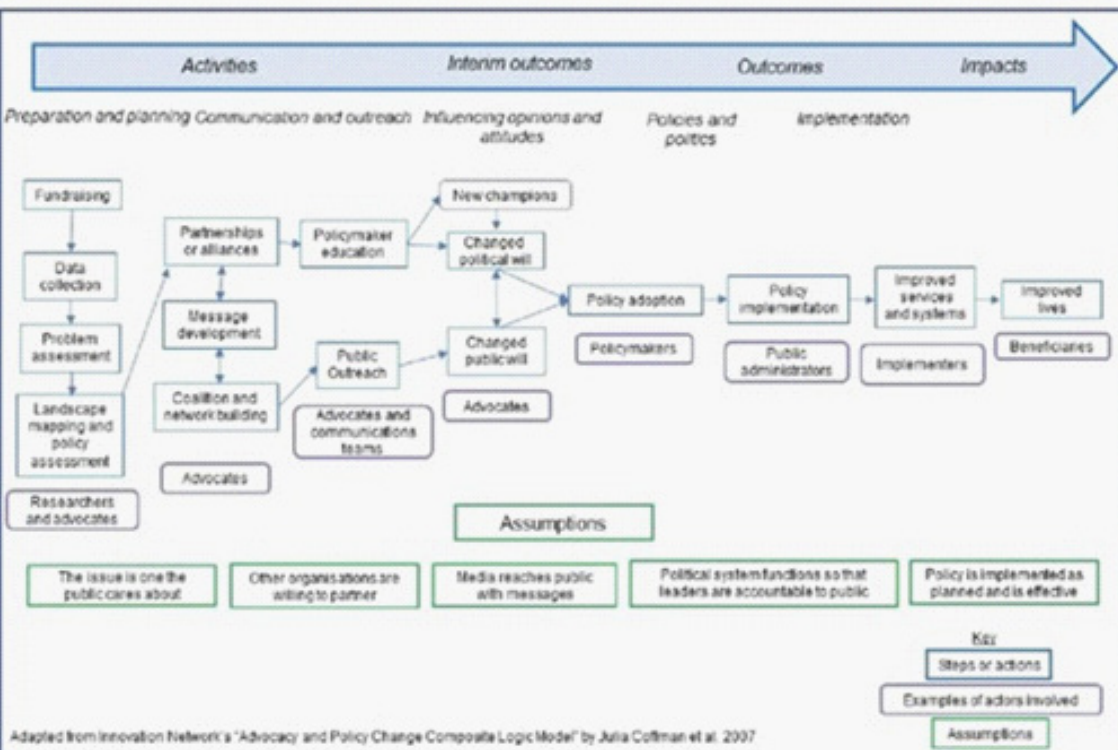 Activities
Interim outcomes
Outcomes
Impacts
Preparation and planning
Communication and outreach
Influencing opinions and
attitudes
Policies and
politics
Implementation
Fundraising
Data
collection
Problem
assessment
Landscape
mapping and
policy
assessment
Researchers
and advocates
Partnerships
or alliances
Message
development
Coalition and
network building
Advocates
Policymaker
education
Public
Outreach
Advocates and
communications
teams
New champions
Changed
political will
Changed
public will
Advocates
Policy adoption
Policymakers
Policy
implementation
Public
administrators
Improved
services
and systems
Implementers
Improved
lives
Beneficiaries
Assumptions
The issue is one the
public cares about
Other organisations are
willing to partner
Media reaches public
with messages
Political system functions so that
leaders are accountable to public
Policy is implemented as
planned and is effective
Key
Steps or actions
Examples of actors involved
Assumptions
Adapted from Innovation Network's "Advocacy and Policy Change Composite Logic Model" by Julia Coffman et al. 2007